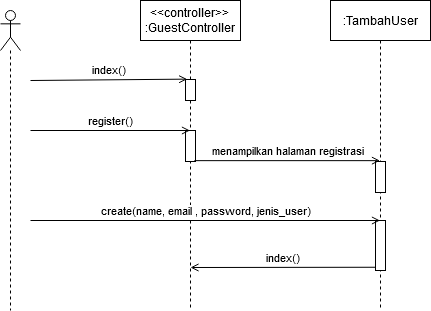 <<controller>>
:GuestController
:TambahUser
index()
register()
menampilkan halaman registrasi
create(name, email , password, jenis_user)
index()